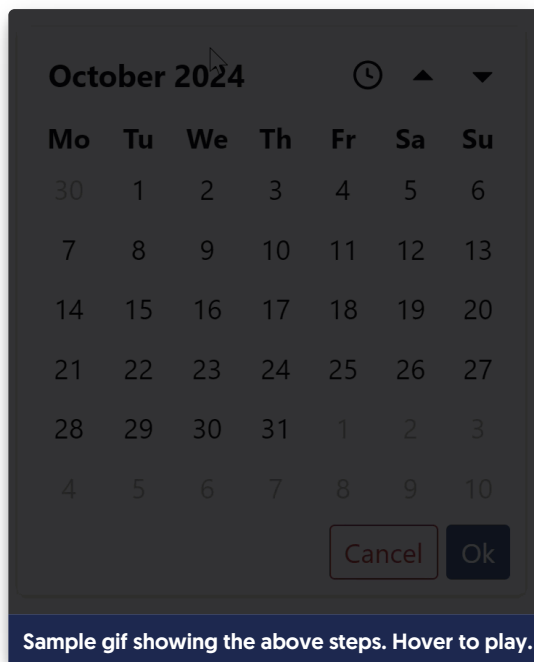 October 2024
Mo Tu We Th Fr Sa Su
30 1 2 3 4 5 6
7 8 9 10 11 12 13
14 15 16 17 18 19 20
21 22 23 24 25 26 27
28 29 30 31 1 2 3
4 5 6 7 8 9 10
Cancel Ok
Sample gif showing the above steps. Hover to play.